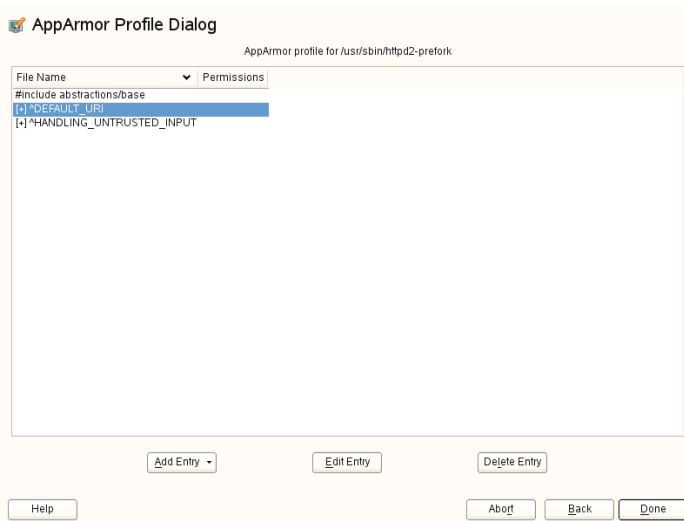 AppArmor Profile Dialog
AppArmor profile for /usr/sbin/httpd2-prefork
File Name Permissions
#include abstractions/base
[+] ^DEFAULT_URI
[+] ^HANDLING_UNTRUSTED_INPUT
Add Entry Edit Entry Delete Entry
Help Abort Back Done